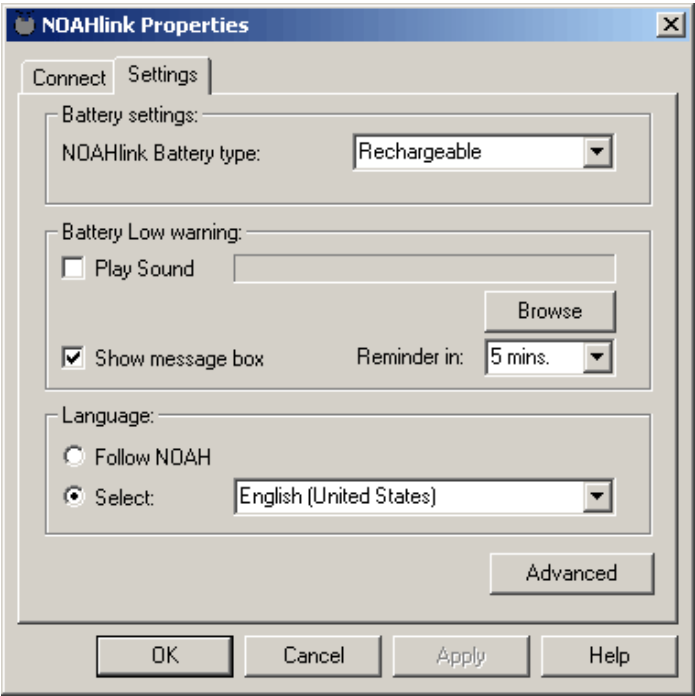 NOAHlink Properties
Connect Settings
Battery settings:
NOAHlink Battery type: Rechargeable
Battery Low warning:
Play Sound
Browse
Show message box Reminder in: 5 mins.
Language:
Follow NOAH
Select: English (United States)
Advanced
OK Cancel Apply Help